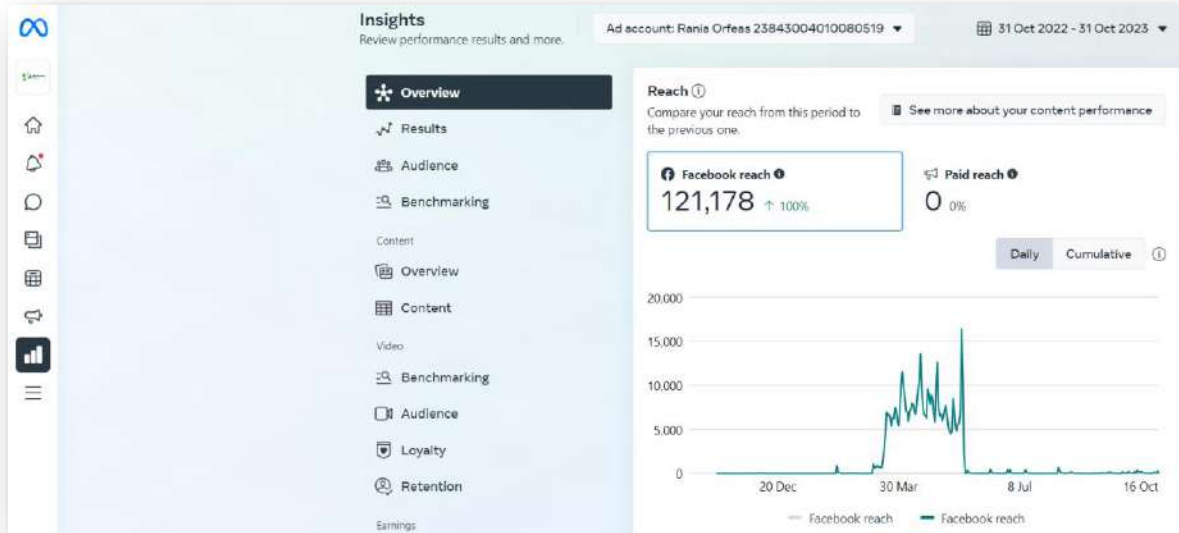 Insights
Review performance results and more.
Ad account: Rania Orfeas 23843004010080519
31 Oct 2022 - 31 Oct 2023
Overview
Results
Audience
Benchmarking
Content
Overview
Content
Video
Benchmarking
Audience
Loyalty
Retention
Earnings
Reach
Compare your reach from this period to
the previous one.
See more about your content performance
Facebook reach
121,178 ↑ 100%
Paid reach
0 0%
Daily
Cumulative
20,000
15,000
10,000
5,000
0
20 Dec
30 Mar
8 Jul
16 Oct
Facebook reach
Facebook reach